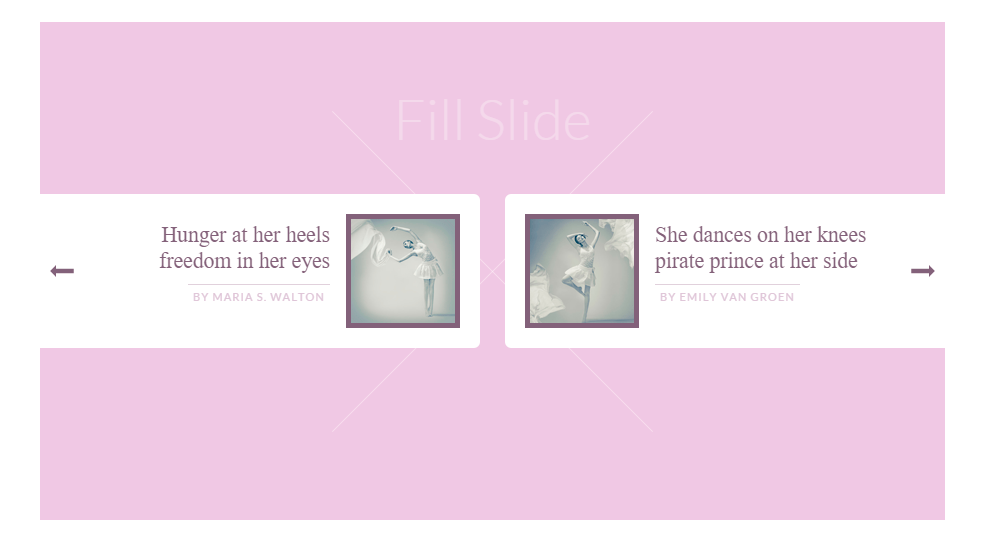 Fill Slide
Hunger at her heels
freedom in her eyes
BY MARIA S. WALTON
She dances on her knees
pirate prince at her side
BY EMILY VAN GROEN